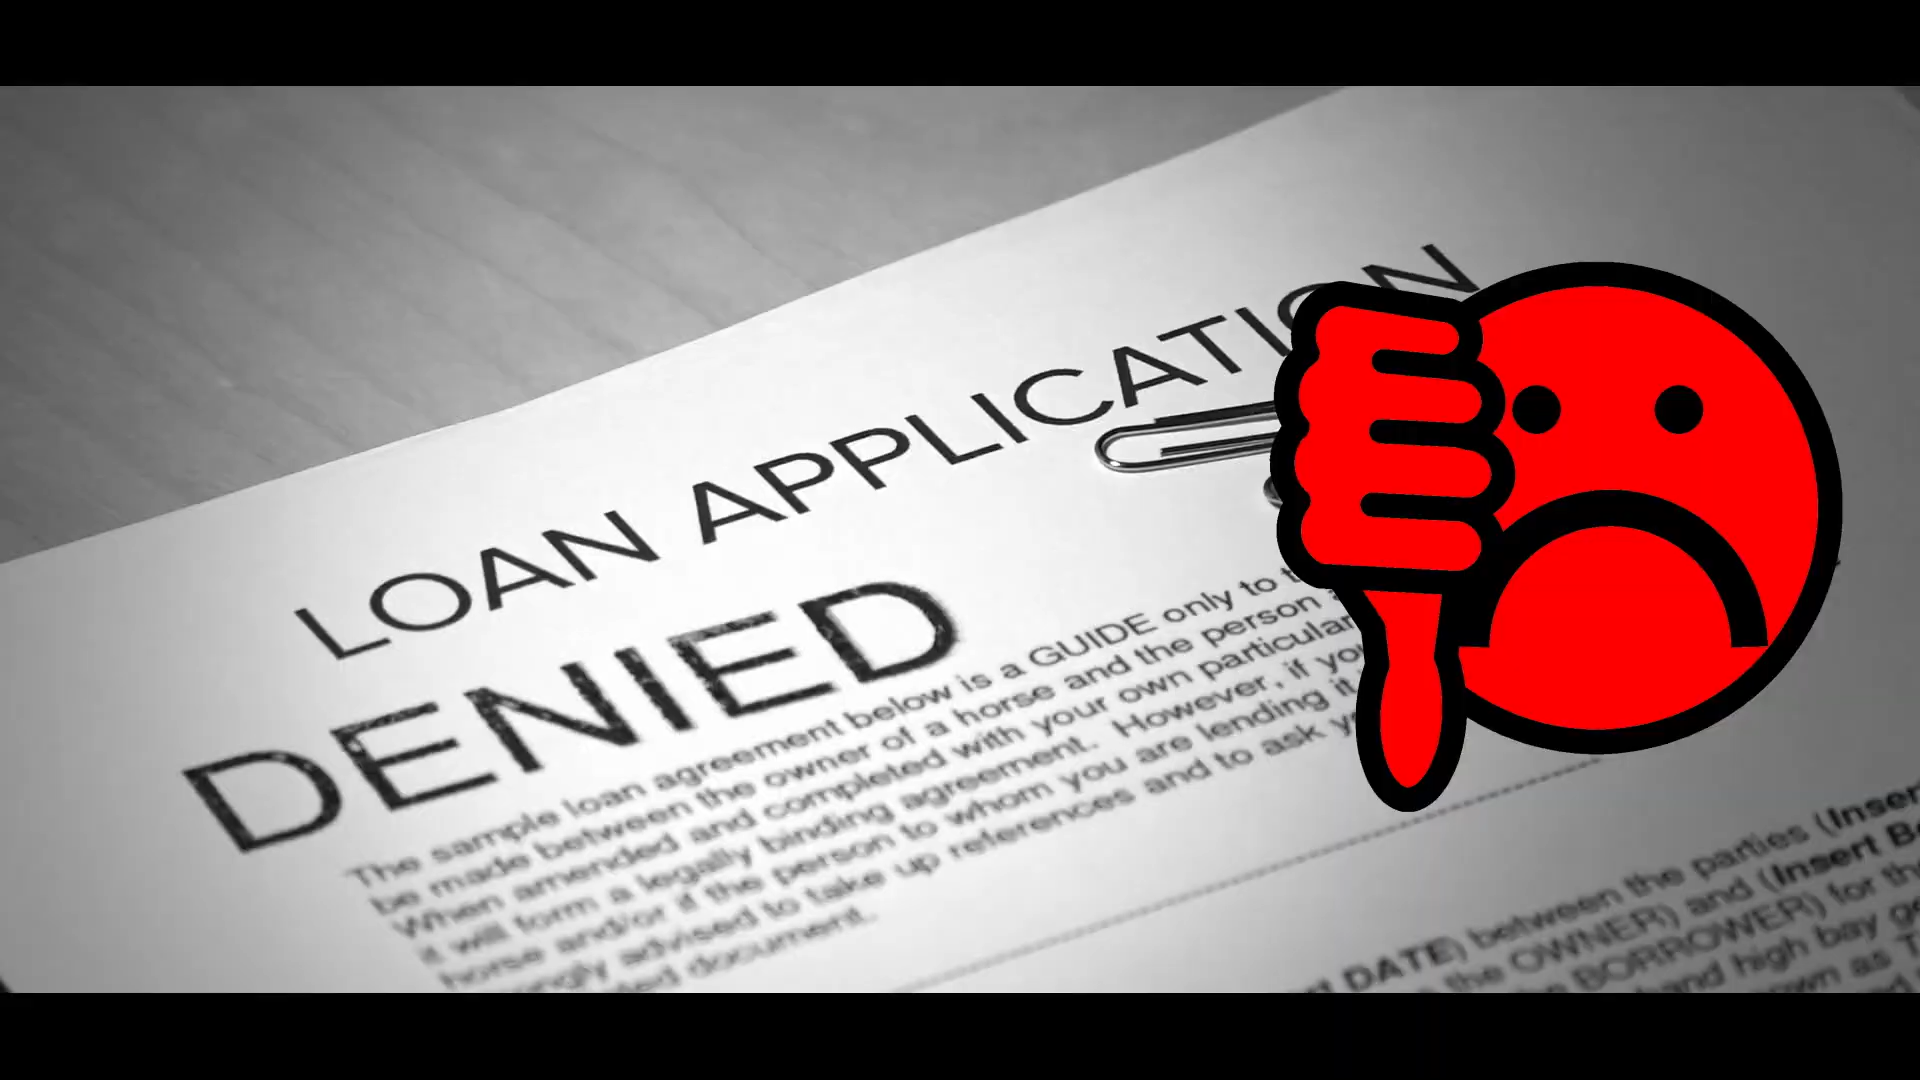 LOAN APPLICATION
DENIED
The sample loan agreement below is a GUIDE only to
be made between the owner of a horse and the person
When amended and completed with your own particular
it will form a legally binding agreement. However, if
horse and/or if the person to whom you are lending it
advised to take up references and to ask
document.
DATE) between the parties (Insert
the OWNER) and (Insert
BORROWER) for
hand high bay
as